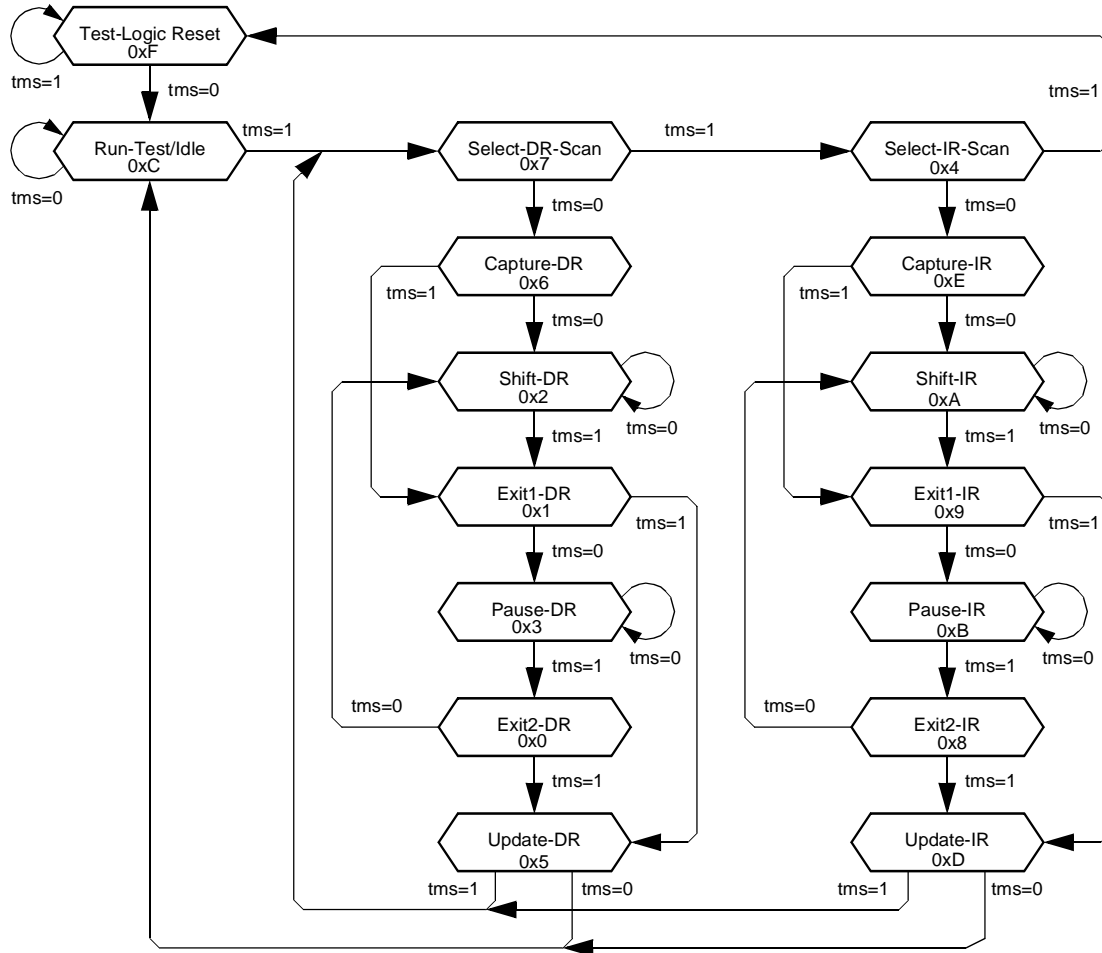 Test-Logic Reset
0xF
tms=1
tms=0
tms=1
Run-Test/Idle
0xC
tms=0
tms=1
Select-DR-Scan
0x7
tms=1
Select-IR-Scan
0x4
tms=0
tms=0
Capture-DR
0x6
tms=1
Capture-IR
0xE
tms=1
tms=0
tms=0
Shift-DR
0x2
tms=0
Shift-IR
0xA
tms=0
tms=1
tms=1
Exit1-DR
0x1
tms=1
Exit1-IR
0x9
tms=1
tms=0
tms=0
Pause-DR
0x3
tms=0
Pause-IR
0xB
tms=0
tms=1
tms=1
tms=0
Exit2-DR
0x0
tms=0
Exit2-IR
0x8
tms=1
tms=1
Update-DR
0x5
Update-IR
0xD
tms=1
tms=0
tms=1
tms=0